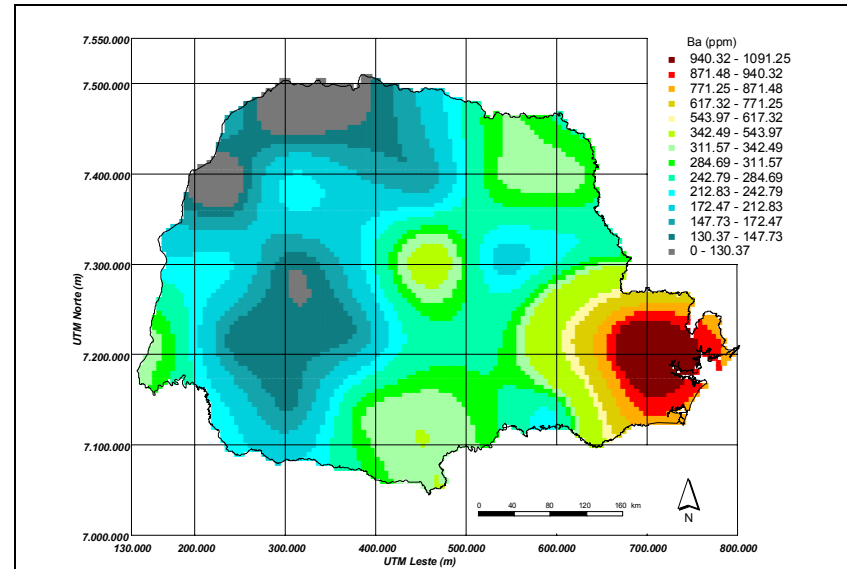 7.550.000
7.500.000
7.400.000
7.300.000
7.200.000
7.100.000
7.000.000
UTM Norte (m)
130.000 200.000 300.000 400.000 500.000 600.000 700.000 800.000
UTM Leste (m)
Ba (ppm)
940.32 - 1091.25
871.48 - 940.32
771.25 - 871.48
617.32 - 771.25
543.97 - 617.32
342.49 - 543.97
311.57 - 342.49
284.69 - 311.57
242.79 - 284.69
212.83 - 242.79
172.47 - 212.83
147.73 - 172.47
130.37 - 147.73
0 - 130.37
0 40 80 120 160 km
N